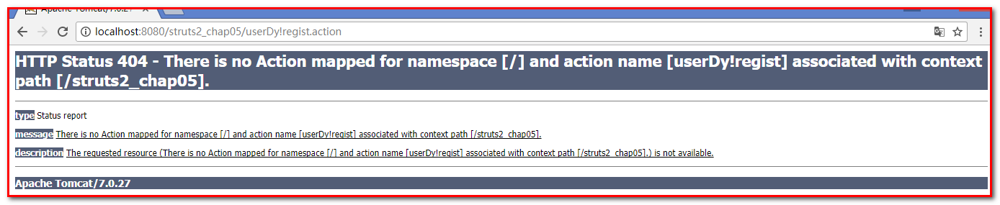 Apache Tomcat/7.0.27
localhost:8080/struts2_chap05/userDy!regist.action
HTTP Status 404 - There is no Action mapped for namespace [/] and action name [userDy!regist] associated with context
path [/struts2_chap05].
type Status report
message There is no Action mapped for namespace [/] and action name [userDy!regist] associated with context path [/struts2_chap05].
description The requested resource (There is no Action mapped for namespace [/] and action name [userDy!regist] associated with context path [/struts2_chap05].) is not available.
Apache Tomcat/7.0.27